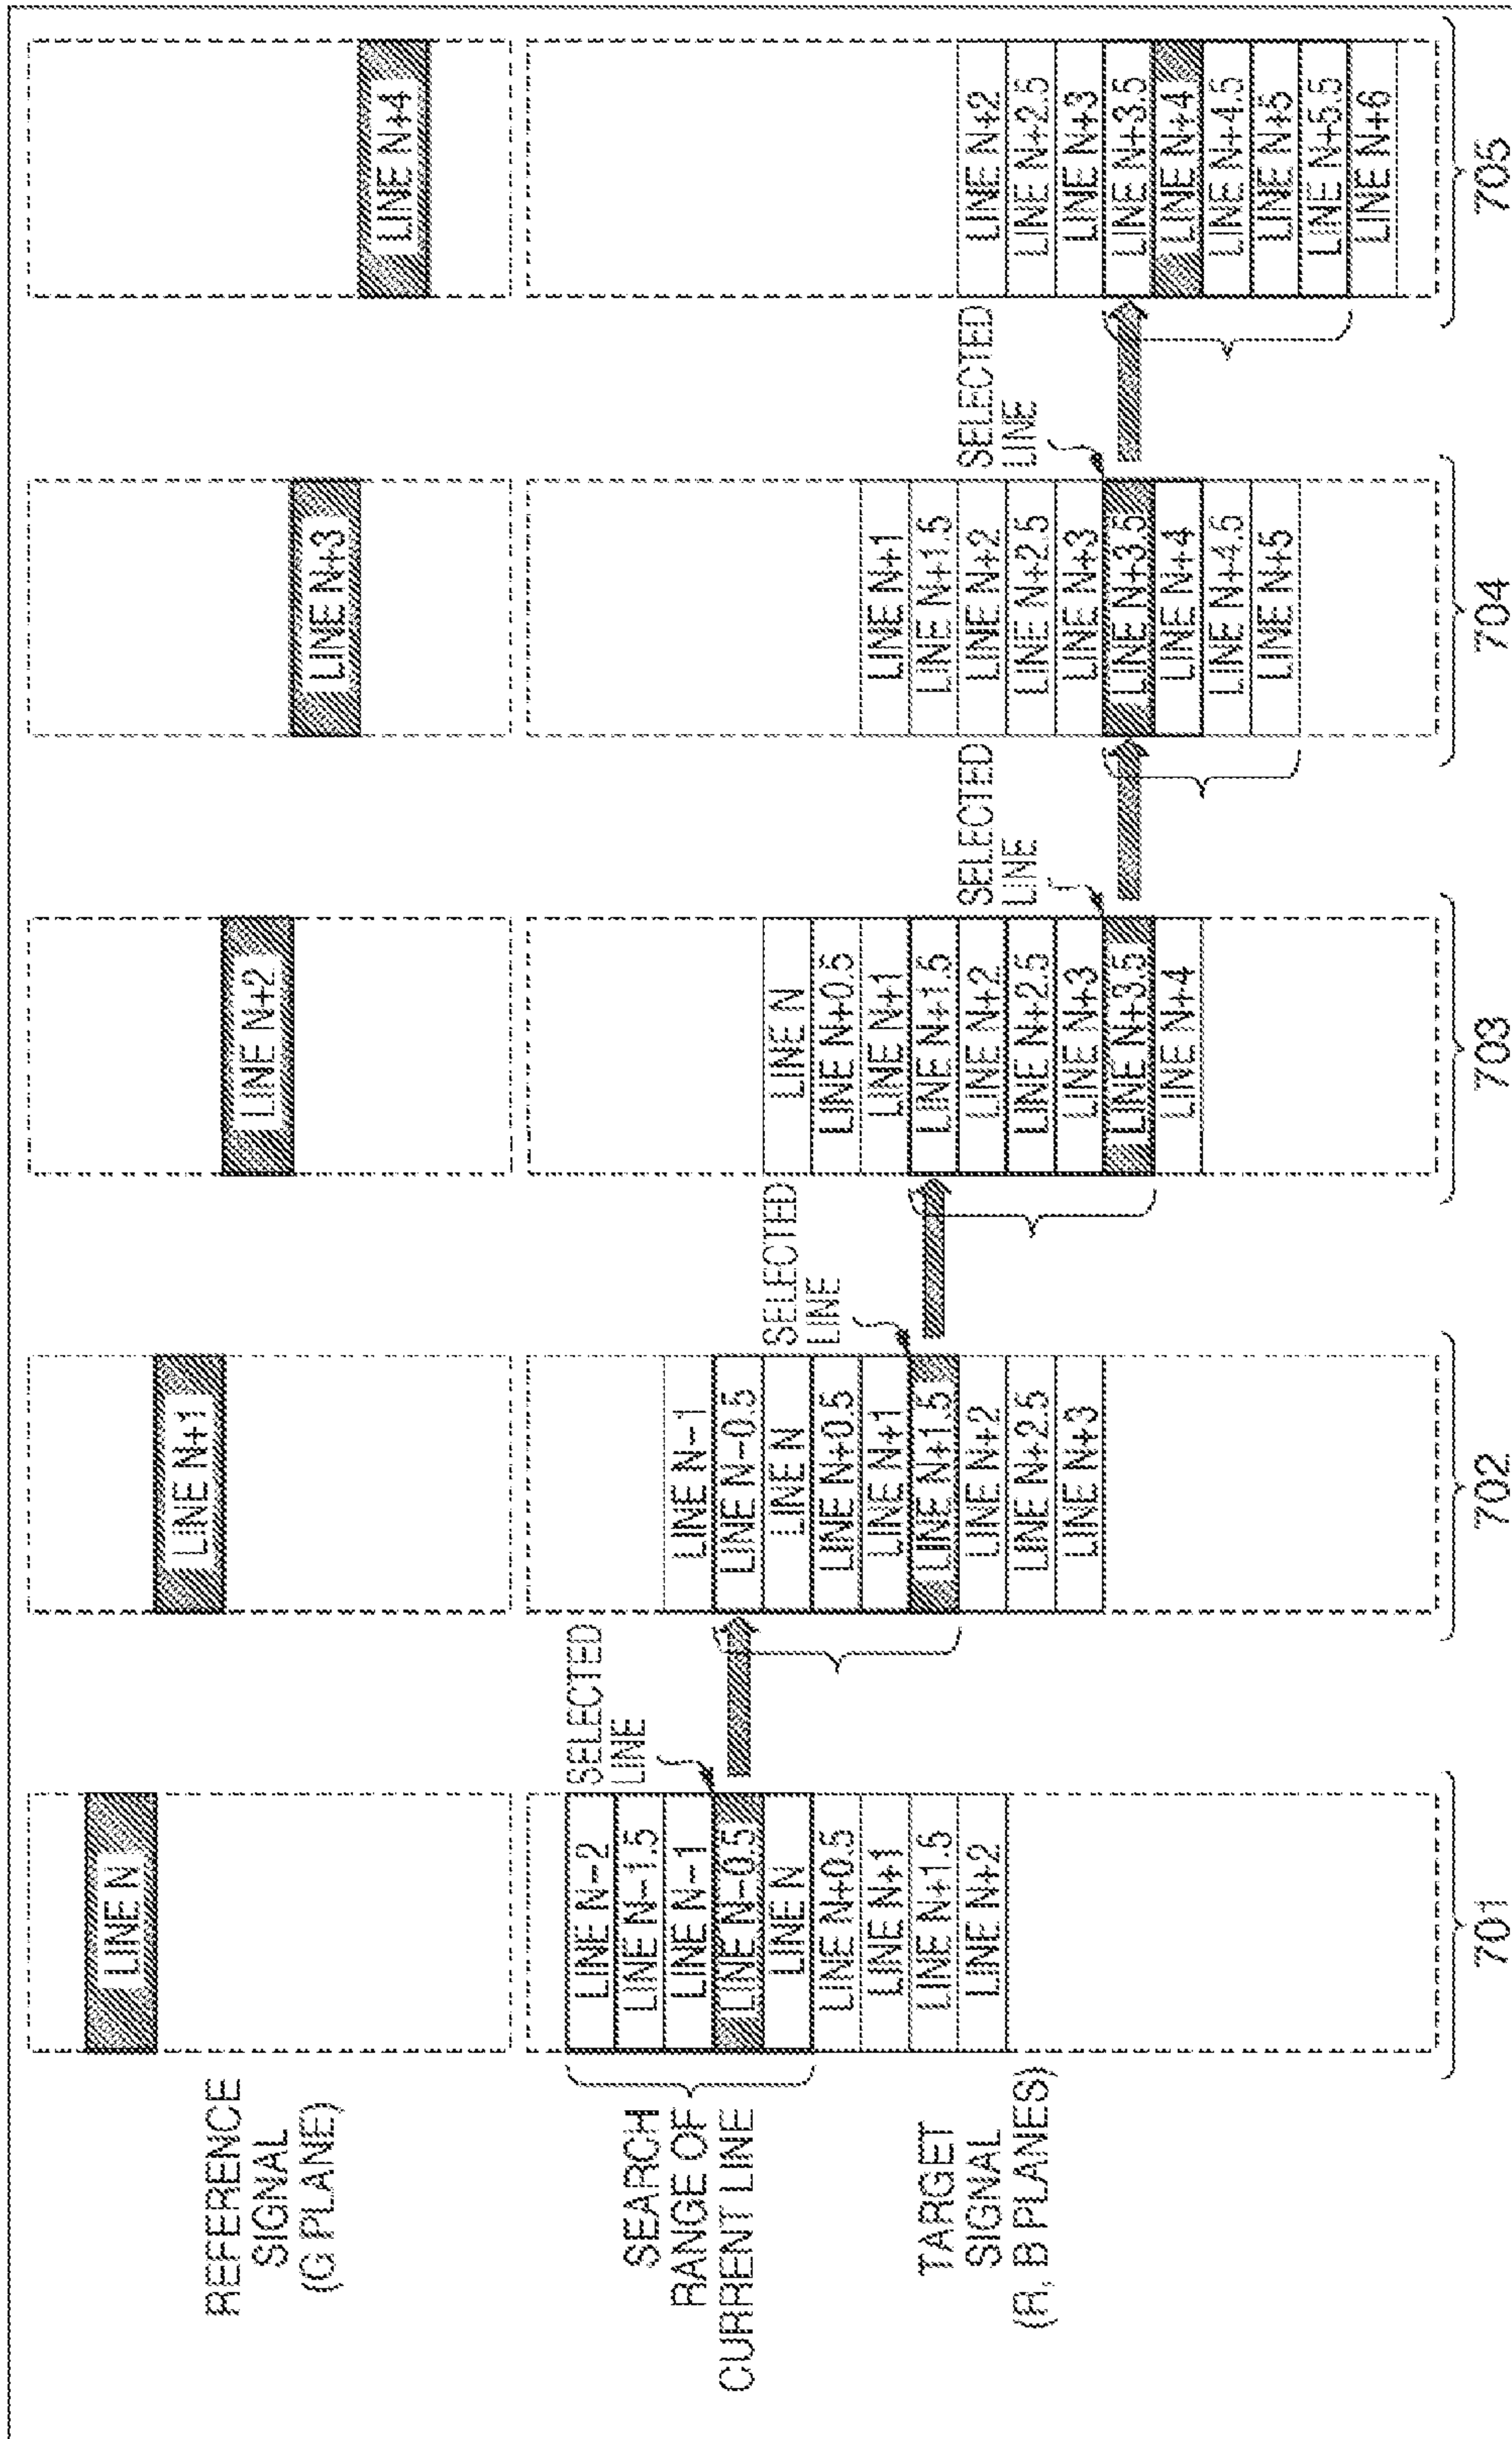 REFERENCE
SIGNAL
(G PLANE)
SEARCH
RANGE OF
CURRENT LINE
TARGET
SIGNAL
(R, B PLANES)
LINE N
SELECTED
LINE
LINE N-2
LINE N-1.5
LINE N-1
LINE N-0.5
LINE N
LINE N+0.5
LINE N+1
LINE N+1.5
LINE N+2
701
LINE N+1
SELECTED
LINE
LINE N-1
LINE N-0.5
LINE N
LINE N+0.5
LINE N+1
LINE N+1.5
LINE N+2
LINE N+2.5
LINE N+3
702
LINE N+2
SELECTED
LINE
LINE N
LINE N+0.5
LINE N+1
LINE N+1.5
LINE N+2
LINE N+2.5
LINE N+3
LINE N+3.5
LINE N+4
703
LINE N+3
SELECTED
LINE
LINE N+1
LINE N+1.5
LINE N+2
LINE N+2.5
LINE N+3
LINE N+3.5
LINE N+4
LINE N+4.5
LINE N+5
704
LINE N+4
LINE N+2
LINE N+2.5
LINE N+3
LINE N+3.5
LINE N+4
LINE N+4.5
LINE N+5
LINE N+5.5
LINE N+6
705